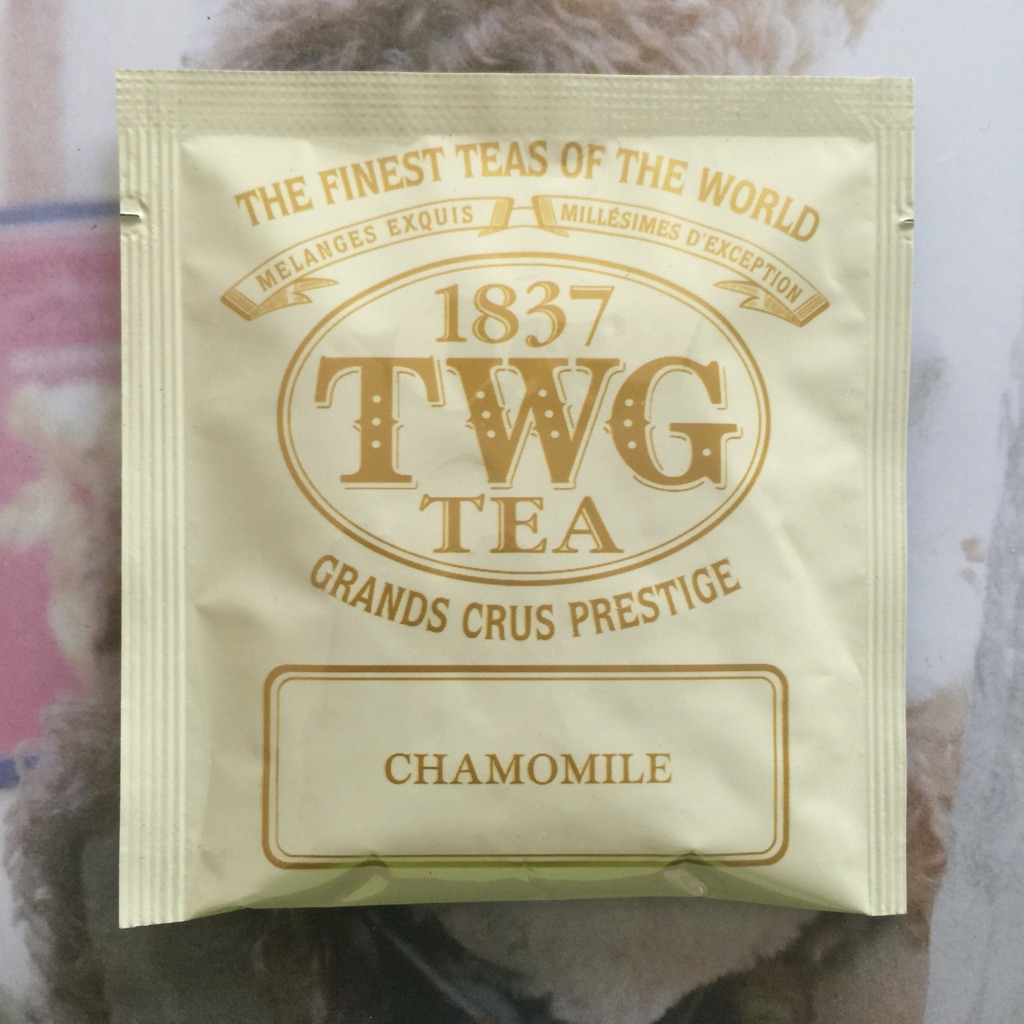 THE FINEST TEAS OF THE WORLD
MELANGES EXQUIS MILLÉSIMES D'EXCEPTION
1837
TWG
TEA
GRANDS CRUS PRESTIGE
CHAMOMILE